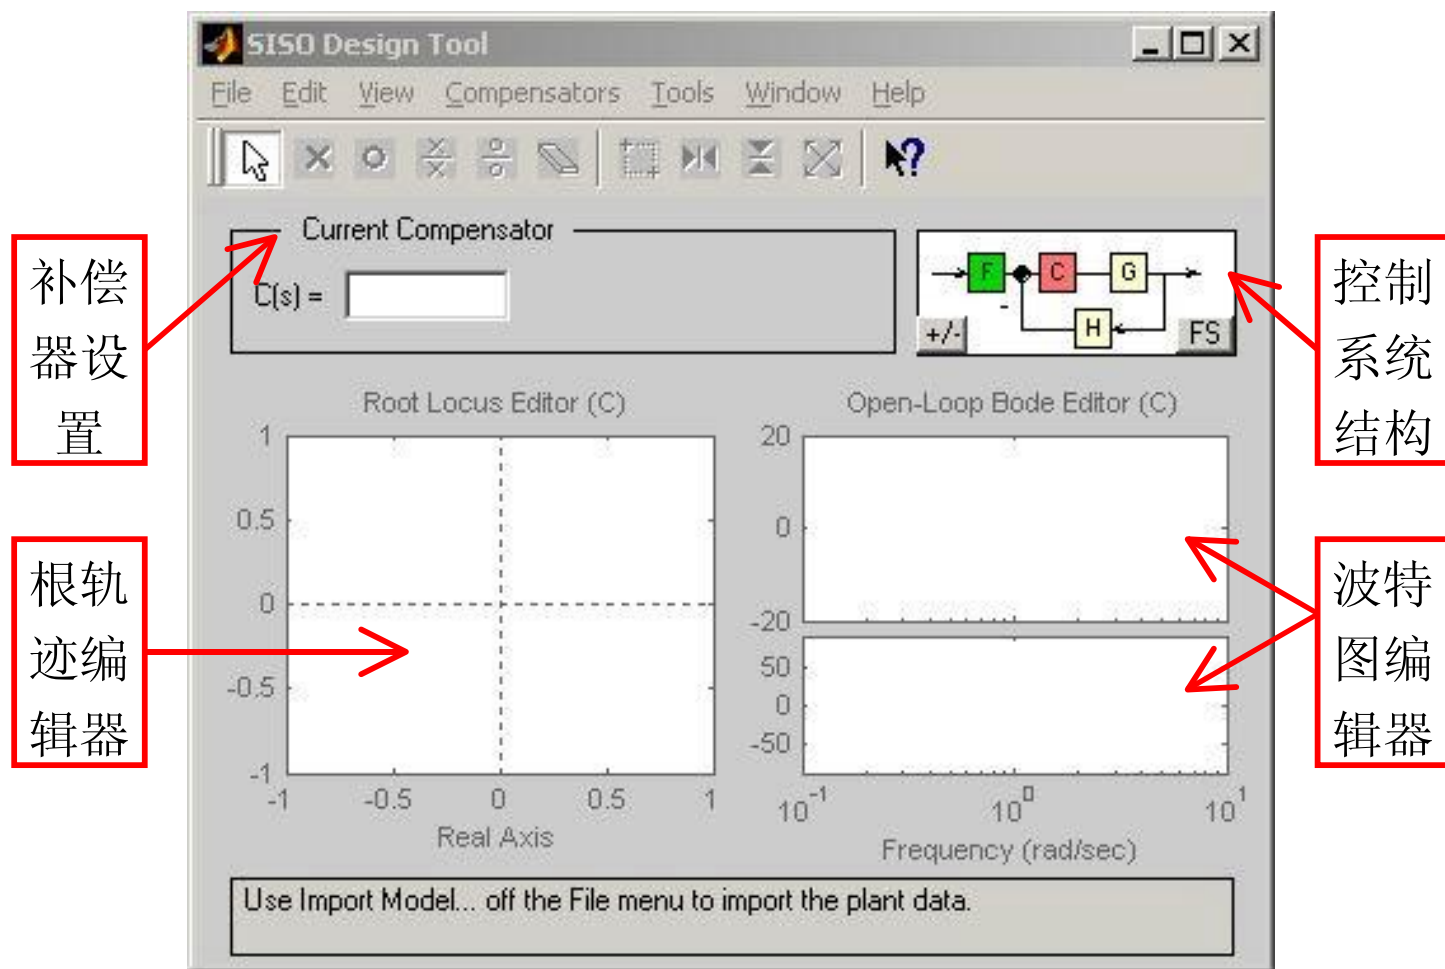 SISO Design Tool
File Edit View Compensators Tools Window Help
Current Compensator
C(s) =
F C G
H
+/-
FS
-
补偿
器设
置
控制
系统
结构
Root Locus Editor (C)
1
0.5
0
-0.5
-1
-1 -0.5 0 0.5 1
Real Axis
Open-Loop Bode Editor (C)
20
0
-20
50
0
-50
10^-1 10^0 10^1
Frequency (rad/sec)
根轨
迹编
辑器
波特
图编
辑器
Use Import Model... off the File menu to import the plant data.